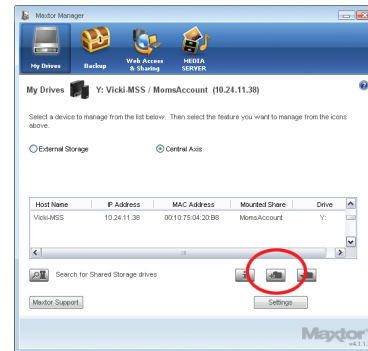 Maxtor Manager
My Drives
Backup
Web Access & Sharing
MEDIA SERVER
My Drives Y: Vicki-MSS / MomsAccount (10.24.11.38)
Select a device to manage from the list below. Then select the feature you want to manage from the icons
above.
External Storage Central Axis
Host Name IP Address MAC Address Mounted Share Drive
Vicki-MSS 10.24.11.38 00:10:75:04:20:B8 MomsAccount Y:
Search for Shared Storage drives
Maxtor Support Settings
Maxtor